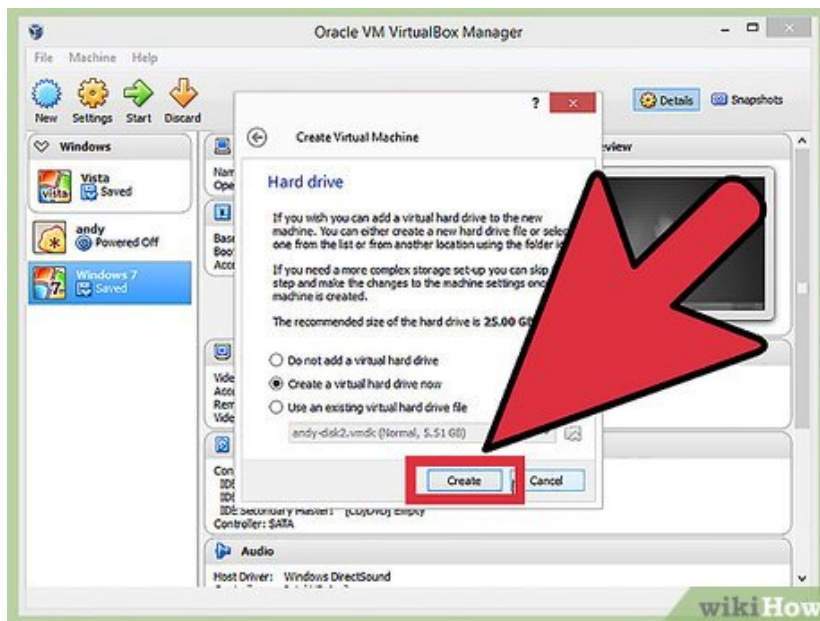 Oracle VM VirtualBox Manager
File Machine Help
New Settings Start Discard
Details Snapshots
Windows
Vista
Saved
andy
Powered Off
Windows 7
Saved
?
Create Virtual Machine
Hard drive
If you wish you can add a virtual hard drive to the new
machine. You can either create a new hard drive file or
one from the list or from another location using the folder
If you need a more complex storage set-up you can skip
step and make the changes to the machine settings
machine is created.
The recommended size of the hard drive is 25.00
Do not add a virtual hard drive
Create a virtual hard drive now
Use an existing virtual hard drive file
andy-disk2.vmdk (Normal, 5.51 GB)
Create Cancel
IDE Secondary Master: [CD/DVD] Empty
Controller: SATA
Audio
Host Driver: Windows DirectSound
wikiHow